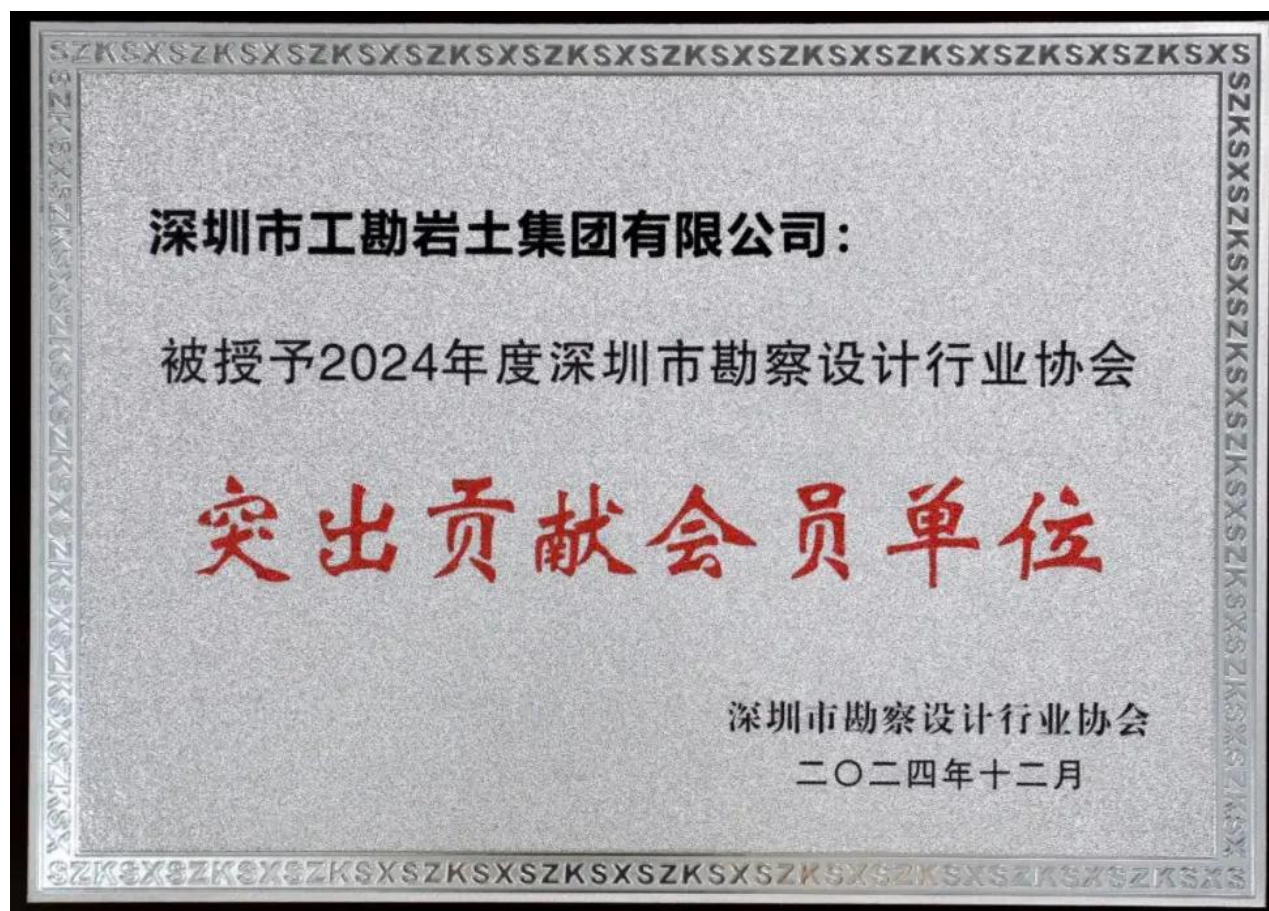 SZKSXSZKSXSZKSXSZKSXSZKSXSZKSXSZKSXSZKSXS
深圳市工勘岩土集团有限公司：
被授予2024年度深圳市勘察设计行业协会
突出贡献会员单位
深圳市勘察设计行业协会
二〇二四年十二月
SZKSXSZKSXSZKSXSZKSXSZKSXSZKSXSZKSXSZKSXS